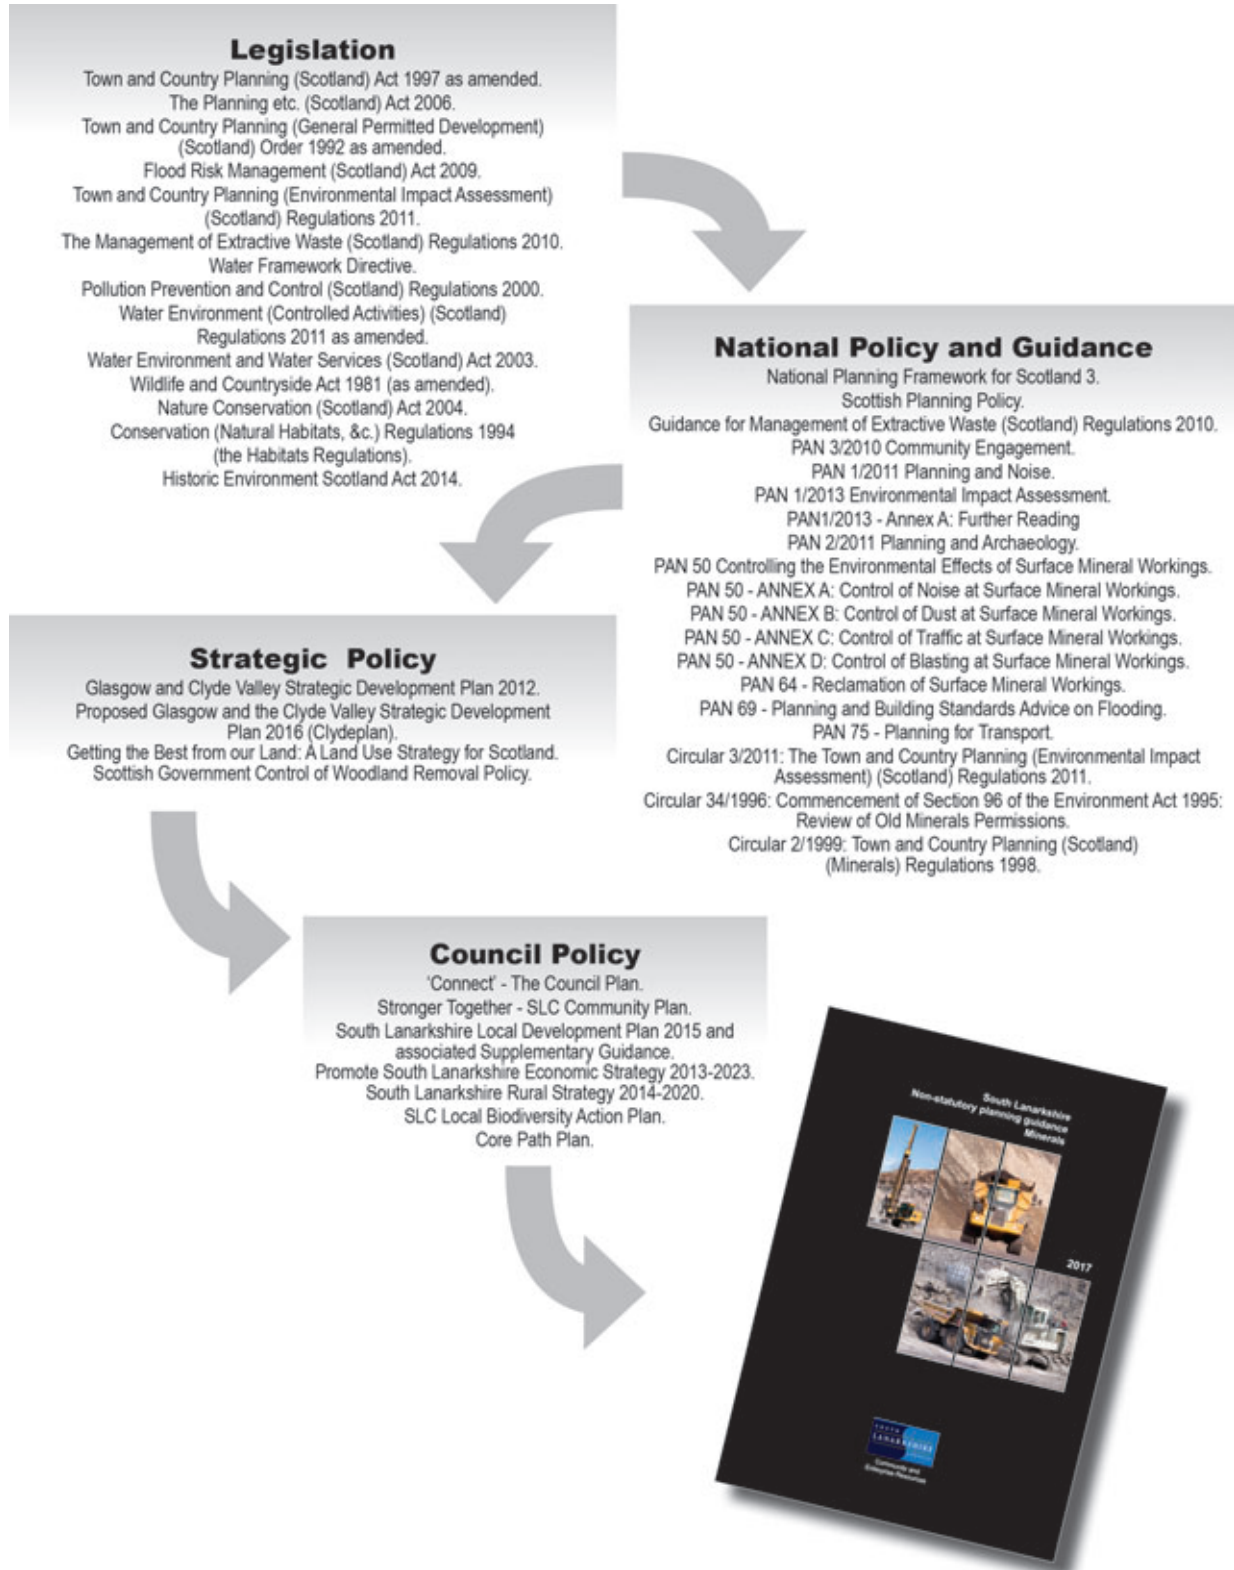 Legislation
Town and Country Planning (Scotland) Act 1997 as amended.
The Planning etc. (Scotland) Act 2006.
Town and Country Planning (General Permitted Development)
(Scotland) Order 1992 as amended.
Flood Risk Management (Scotland) Act 2009.
Town and Country Planning (Environmental Impact Assessment)
(Scotland) Regulations 2011.
The Management of Extractive Waste (Scotland) Regulations 2010.
Water Framework Directive.
Pollution Prevention and Control (Scotland) Regulations 2000.
Water Environment (Controlled Activities) (Scotland)
Regulations 2011 as amended.
Water Environment and Water Services (Scotland) Act 2003.
Wildlife and Countryside Act 1981 (as amended).
Nature Conservation (Scotland) Act 2004.
Conservation (Natural Habitats, &c.) Regulations 1994
(the Habitats Regulations).
Historic Environment Scotland Act 2014.
National Policy and Guidance
National Planning Framework for Scotland 3.
Scottish Planning Policy.
Guidance for Management of Extractive Waste (Scotland) Regulations 2010.
PAN 3/2010 Community Engagement.
PAN 1/2011 Planning and Noise.
PAN 1/2013 Environmental Impact Assessment.
PAN1/2013 - Annex A: Further Reading
PAN 2/2011 Planning and Archaeology.
PAN 50 Controlling the Environmental Effects of Surface Mineral Workings.
PAN 50 - ANNEX A: Control of Noise at Surface Mineral Workings.
PAN 50 - ANNEX B: Control of Dust at Surface Mineral Workings.
PAN 50 - ANNEX C: Control of Traffic at Surface Mineral Workings.
PAN 50 - ANNEX D: Control of Blasting at Surface Mineral Workings.
PAN 64 - Reclamation of Surface Mineral Workings.
PAN 69 - Planning and Building Standards Advice on Flooding.
PAN 75 - Planning for Transport.
Circular 3/2011: The Town and Country Planning (Environmental Impact
Assessment) (Scotland) Regulations 2011.
Circular 34/1996: Commencement of Section 96 of the Environment Act 1995:
Review of Old Minerals Permissions.
Circular 2/1999: Town and Country Planning (Scotland)
(Minerals) Regulations 1998.
Strategic Policy
Glasgow and Clyde Valley Strategic Development Plan 2012.
Proposed Glasgow and the Clyde Valley Strategic Development
Plan 2016 (Clydeplan).
Getting the Best from our Land: A Land Use Strategy for Scotland.
Scottish Government Control of Woodland Removal Policy.
Council Policy
‘Connect’ - The Council Plan.
Stronger Together - SLC Community Plan.
South Lanarkshire Local Development Plan 2015 and
associated Supplementary Guidance.
Promote South Lanarkshire Economic Strategy 2013-2023.
South Lanarkshire Rural Strategy 2014-2020.
SLC Local Biodiversity Action Plan.
Core Path Plan.
South Lanarkshire
Non-statutory planning guidance
Minerals
2017
SOUTH
LANARKSHIRE
Community and
Enterprise Resources